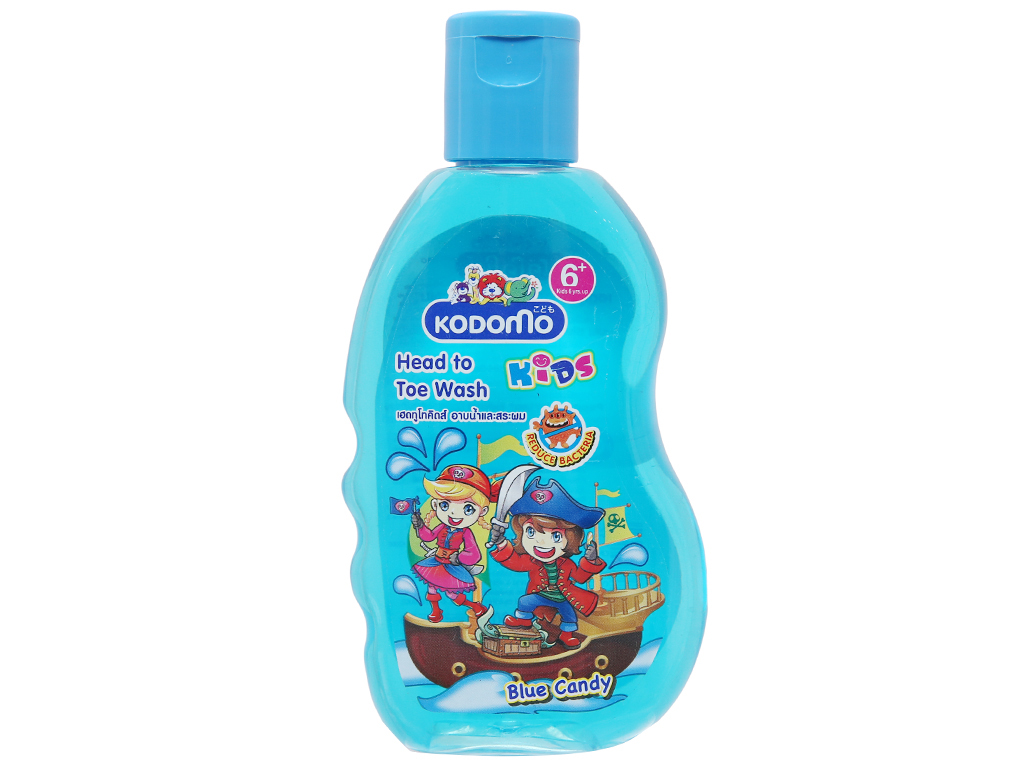 6+
Kids 6 yrs. up
こども
KODOMO
Head to
Toe Wash
KiDS
เฮดทูโทคิดส์ อาบน้ำและสระผม
REDUCE BACTERIA
Blue Candy